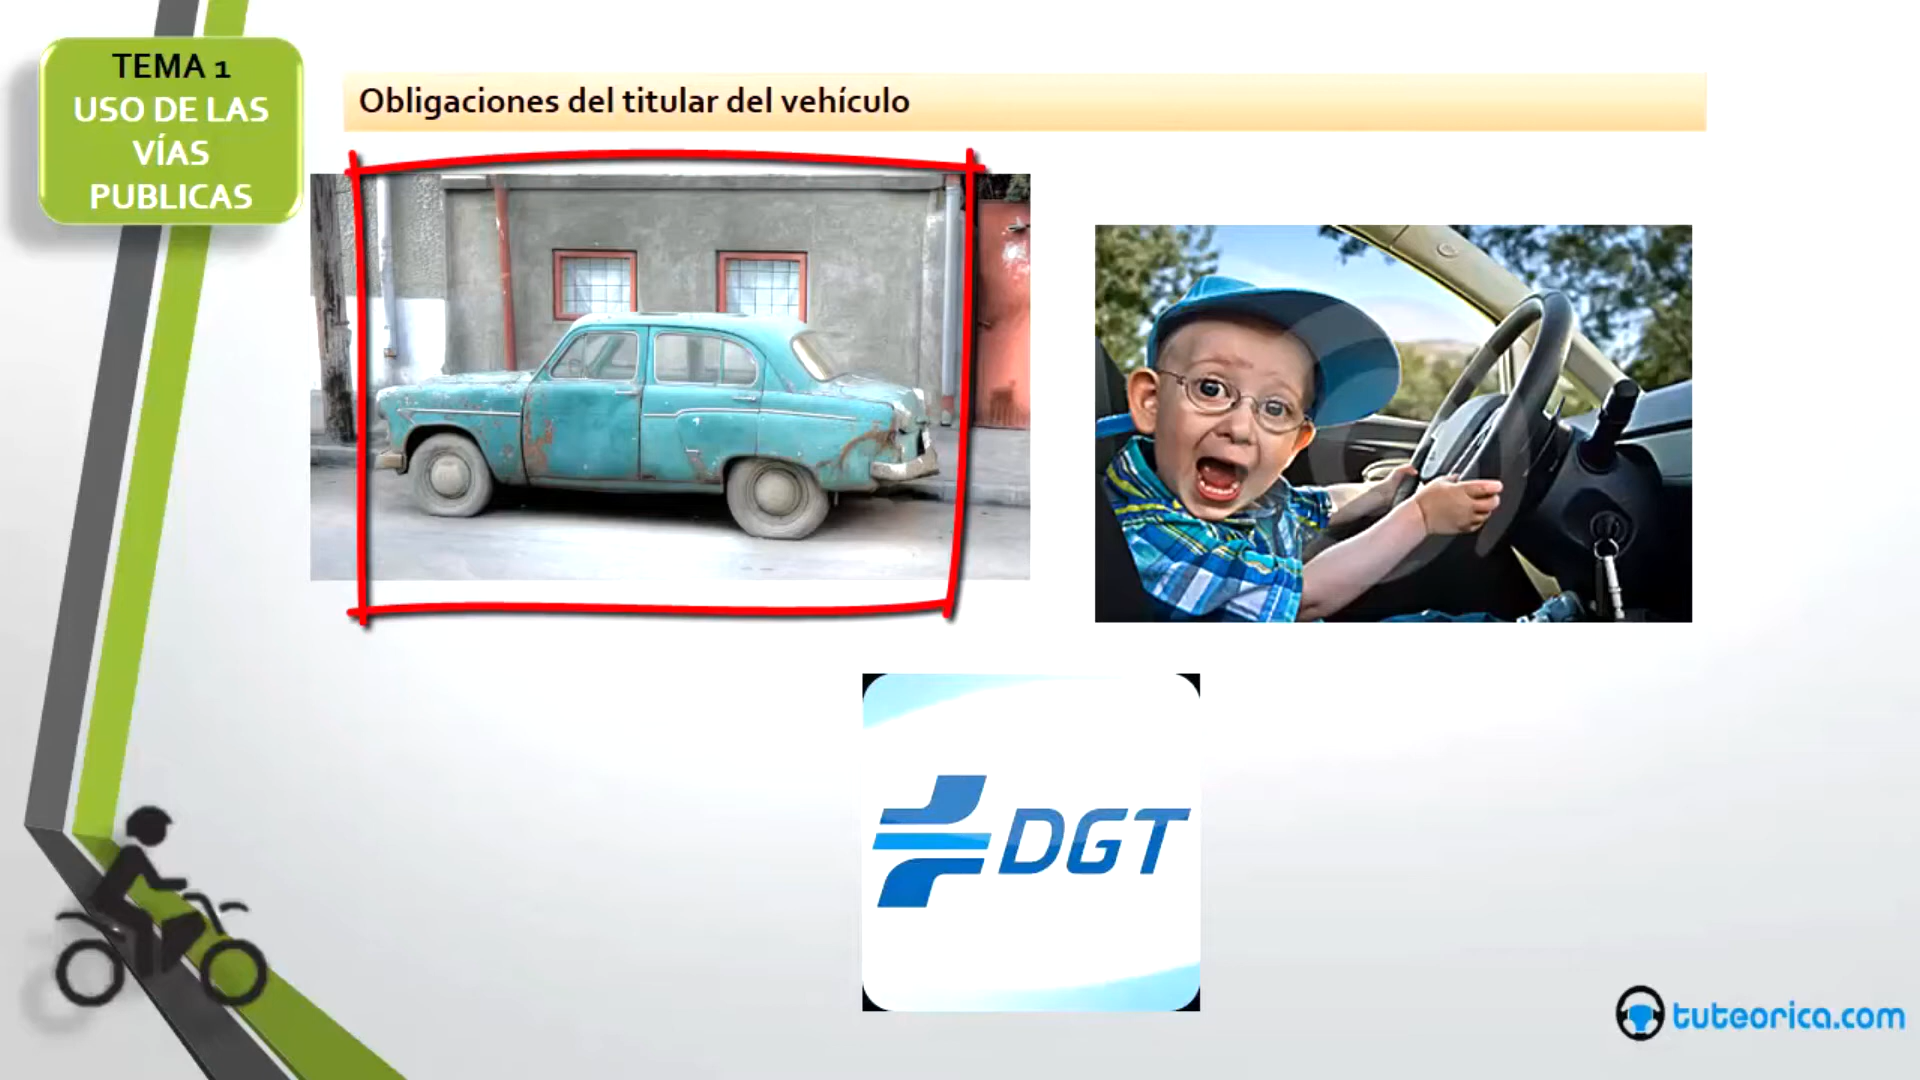 TEMA 1
USO DE LAS
VÍAS
PUBLICAS
Obligaciones del titular del vehículo
DGT
tuteorica.com